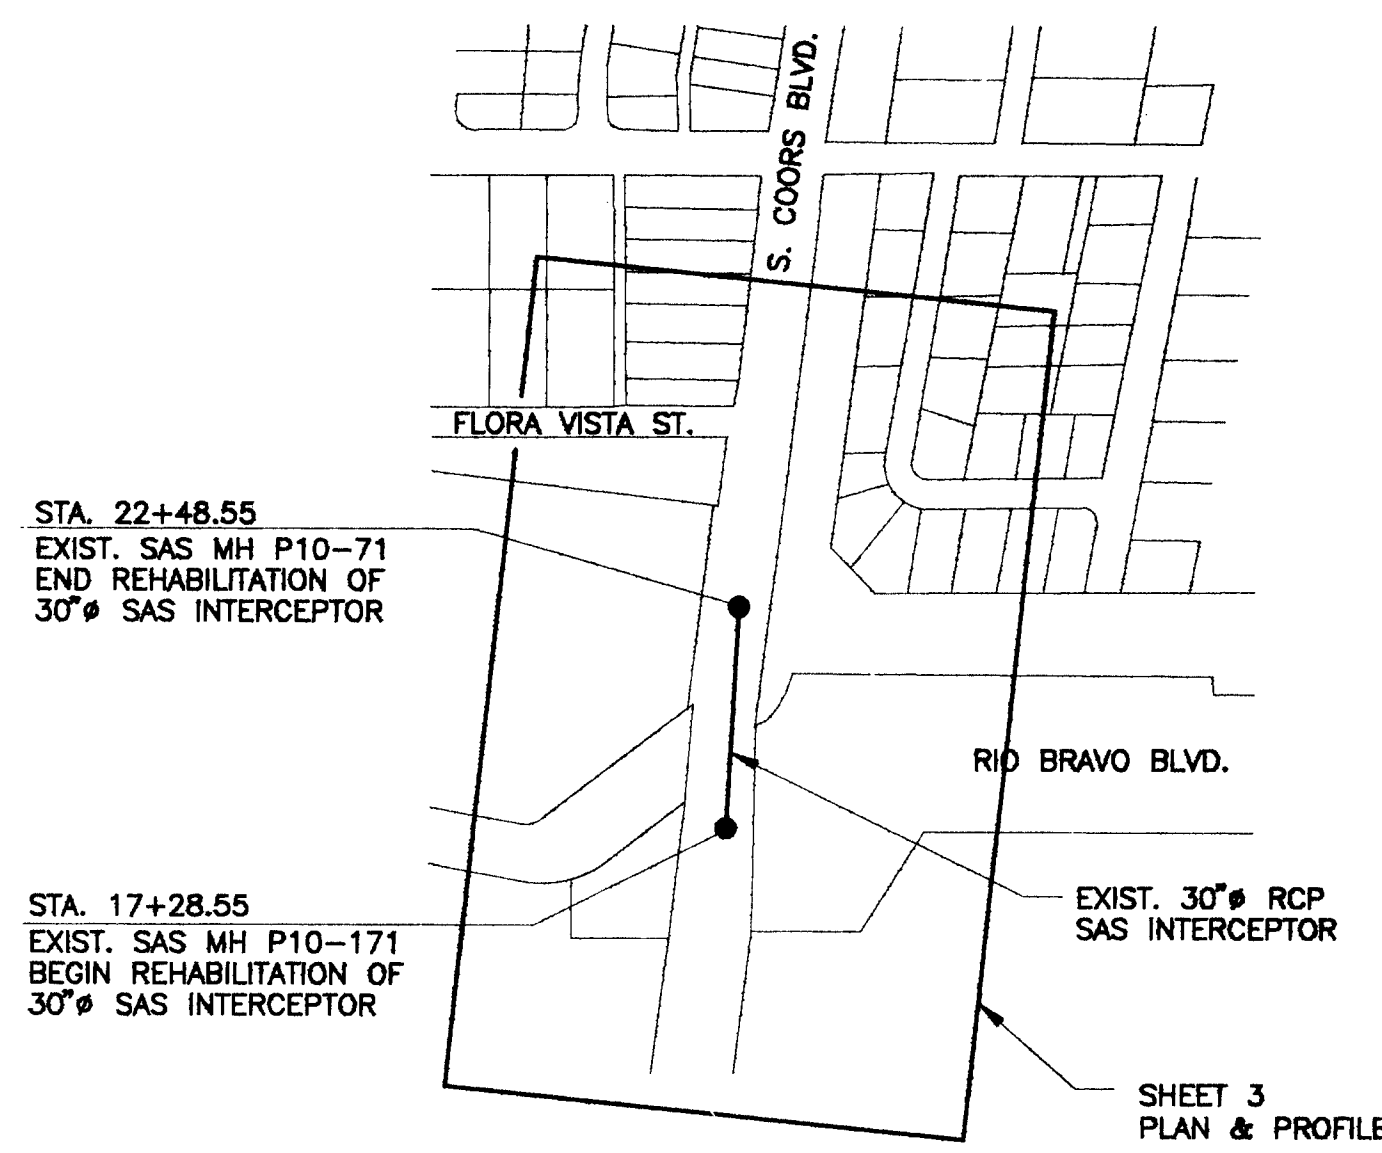 S. COORS BLVD.
FLORA VISTA ST.
STA. 22+48.55
EXIST. SAS MH P10-71
END REHABILITATION OF
30"ø SAS INTERCEPTOR
RIO BRAVO BLVD.
STA. 17+28.55
EXIST. SAS MH P10-171
BEGIN REHABILITATION OF
30"ø SAS INTERCEPTOR
EXIST. 30"ø RCP
SAS INTERCEPTOR
SHEET 3
PLAN & PROFILE